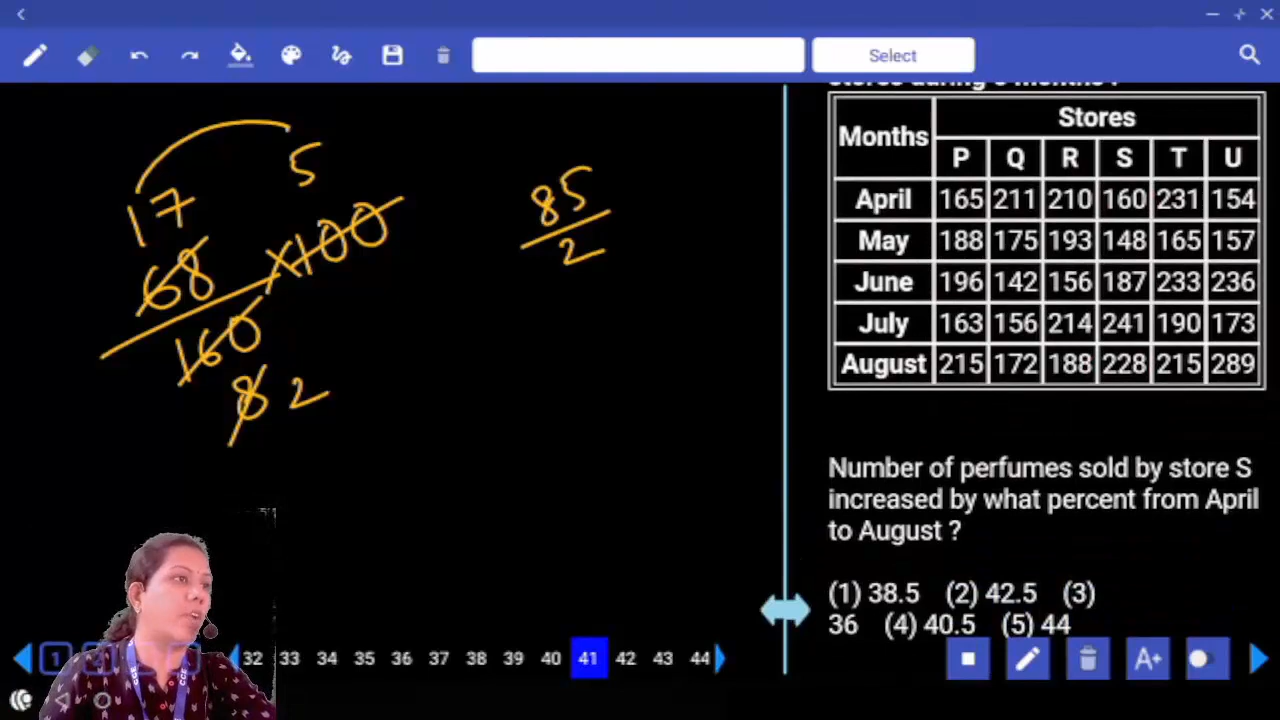 Select
stores during 5 months ?
Months Stores
P Q R S T U
April 165 211 210 160 231 154
May 188 175 193 148 165 157
June 196 142 156 187 233 236
July 163 156 214 241 190 173
August 215 172 188 228 215 289
Number of perfumes sold by store S
increased by what percent from April
to August ?
(1) 38.5 (2) 42.5 (3)
36 (4) 40.5 (5) 44
17 5
68 ×100
160
8 2
85
2
1
32 33 34 35 36 37 38 39 40 41 42 43 44
A+
CCE